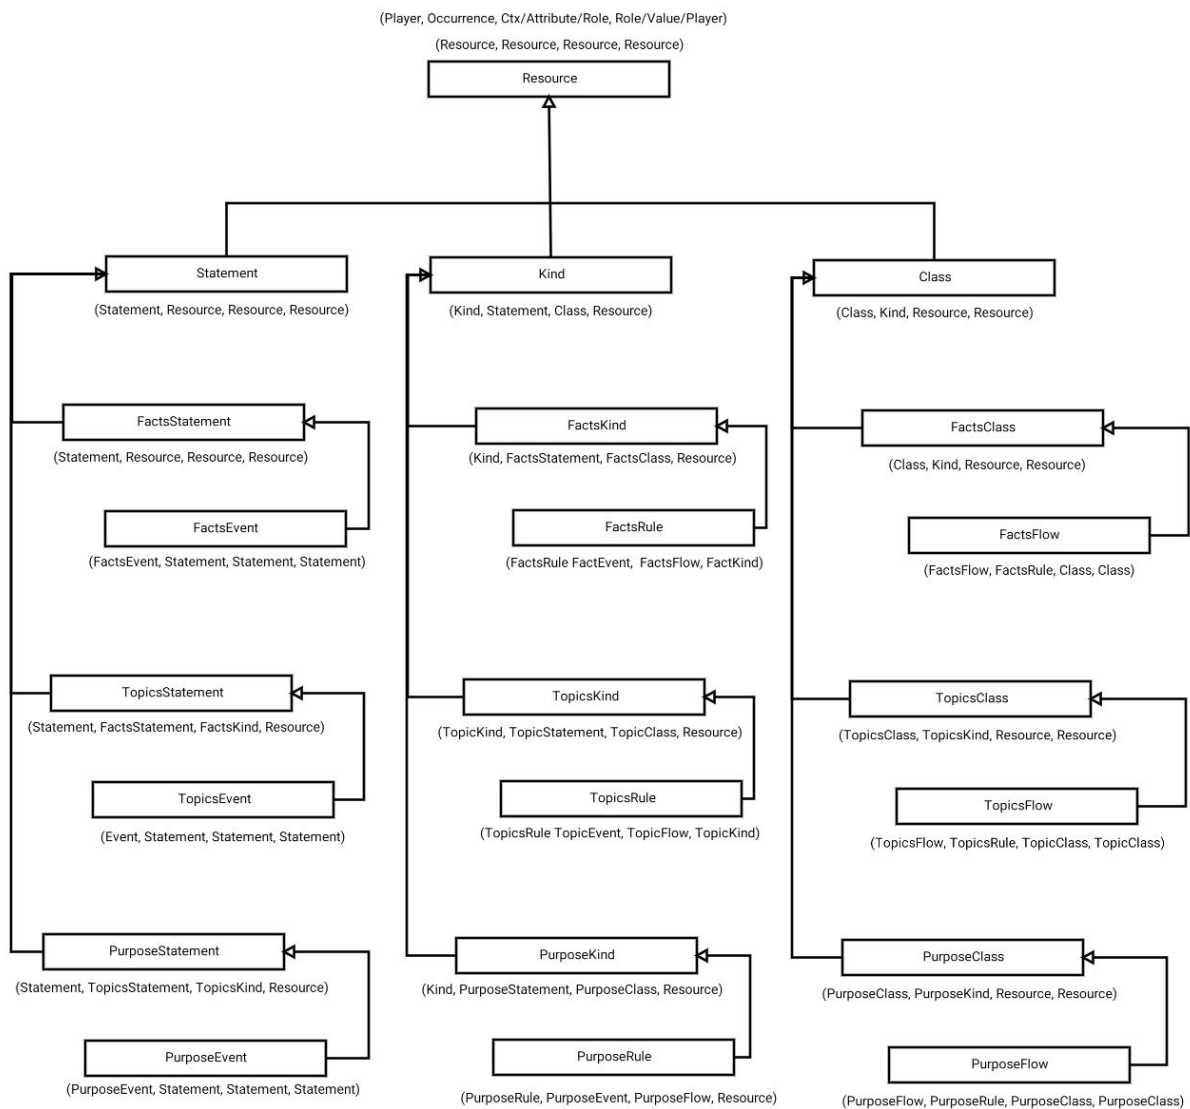 (Player, Occurrence, Ctx/Attribute/Role, Role/Value/Player)
(Resource, Resource, Resource, Resource)
Resource
Statement
(Statement, Resource, Resource, Resource)
FactsStatement
(Statement, Resource, Resource, Resource)
FactsEvent
(FactsEvent, Statement, Statement, Statement)
TopicsStatement
(Statement, FactsStatement, FactsKind, Resource)
TopicsEvent
(Event, Statement, Statement, Statement)
PurposeStatement
(Statement, TopicsStatement, TopicsKind, Resource)
PurposeEvent
(PurposeEvent, Statement, Statement, Statement)
Kind
(Kind, Statement, Class, Resource)
FactsKind
(Kind, FactsStatement, FactsClass, Resource)
FactsRule
(FactsRule FactEvent,  FactsFlow, FactKind)
TopicsKind
(TopicKind, TopicStatement, TopicClass, Resource)
TopicsRule
(TopicsRule TopicEvent, TopicFlow, TopicKind)
PurposeKind
(Kind, PurposeStatement, PurposeClass, Resource)
PurposeRule
(PurposeRule, PurposeEvent, PurposeFlow, Resource)
Class
(Class, Kind, Resource, Resource)
FactsClass
(Class, Kind, Resource, Resource)
FactsFlow
(FactsFlow, FactsRule, Class, Class)
TopicsClass
(TopicsClass, TopicsKind, Resource, Resource)
TopicsFlow
(TopicsFlow, TopicsRule, TopicClass, TopicClass)
PurposeClass
(PurposeClass, PurposeKind, Resource, Resource)
PurposeFlow
(PurposeFlow, PurposeRule, PurposeClass, PurposeClass)